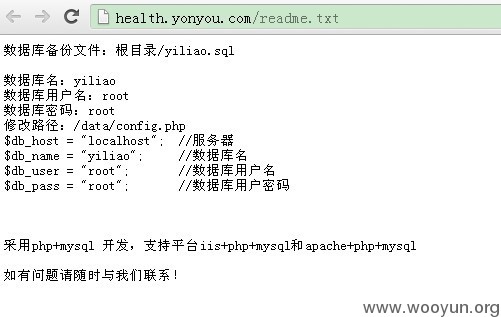 health.yonyou.com/readme.txt
数据库备份文件：根目录/yiliao.sql
数据库名：yiliao
数据库用户名：root
数据库密码：root
修改路径：/data/config.php
$db_host = "localhost"; //服务器
$db_name = "yiliao"; //数据库名
$db_user = "root"; //数据库用户名
$db_pass = "root"; //数据库用户密码
采用php+mysql 开发，支持平台iis+php+mysql和apache+php+mysql
如有问题请随时与我们联系！
www.wooyun.org